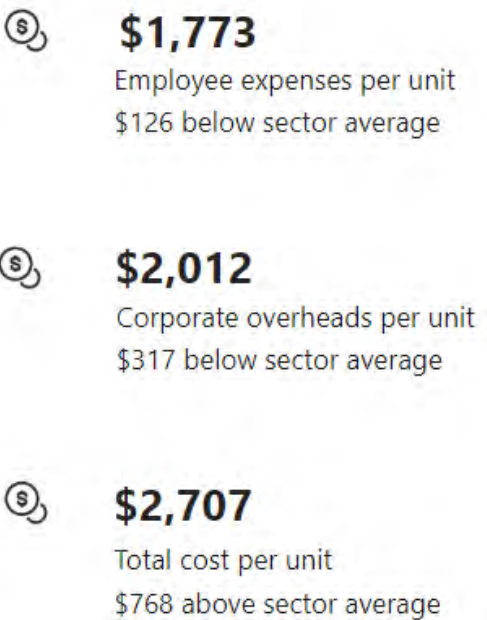 $1,773
Employee expenses per unit
$126 below sector average
$2,012
Corporate overheads per unit
$317 below sector average
$2,707
Total cost per unit
$768 above sector average